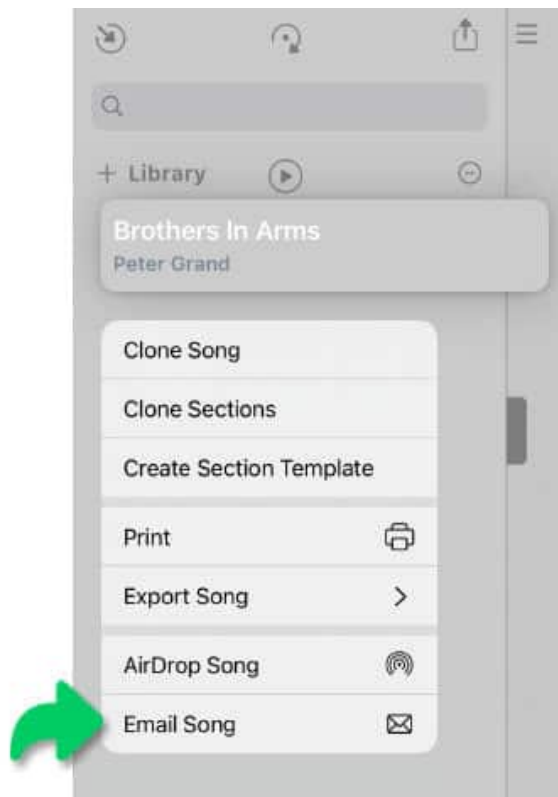 + Library
Brothers In Arms
Peter Grand
Clone Song
Clone Sections
Create Section Template
Print
Export Song
AirDrop Song
Email Song